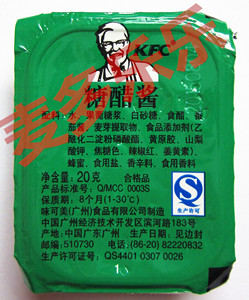 KFC
糖醋酱
配料：水、果葡糖浆、白砂糖、食醋、番
茄酱、麦芽提取物、食品添加剂(乙
酰化二淀粉磷酸酯、黄原胶、山梨
酸钾、焦糖色、辣椒红、姜黄素)、
蜂蜜、食用盐、香辛料、食用香料
净含量：20克 合格品
产品标准号：Q/MCC 0003S
保质期：8个月(1-30℃)
味可美(广州)食品有限公司制造
中国广州经济技术开发区滨河路183号
产地：中国广东广州 生产日期：见边封
邮编：510730 电话：(86-20) 82220832
生产许可证号：QS4401 0307 0026
QS
生产许可
1